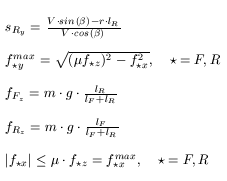 s_{R_y} = \frac{V \cdot sin(\beta) - r \cdot l_R}{V \cdot cos(\beta)}
f_{\star y}^{max} = \sqrt{(\mu f_{\star z})^2 - f_{\star x}^2}, \quad \star = F, R
f_{F_z} = m \cdot g \cdot \frac{l_R}{l_F + l_R}
f_{R_z} = m \cdot g \cdot \frac{l_F}{l_F + l_R}
|f_{\star x}| \leq \mu \cdot f_{\star z} = f_{\star x}^{max}, \quad \star = F, R